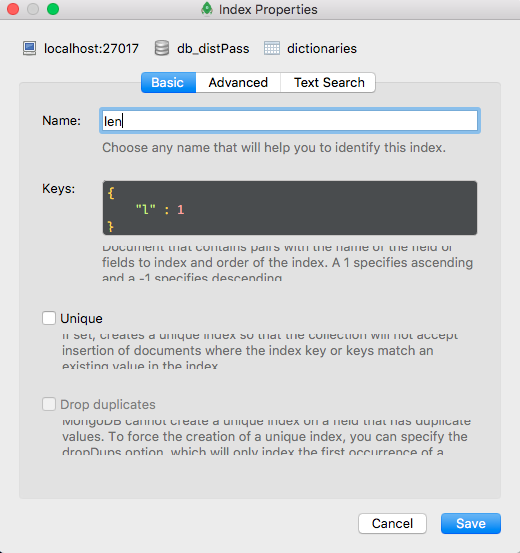 Index Properties
localhost:27017 db_distPass dictionaries
Basic Advanced Text Search
Name: len
Choose any name that will help you to identify this index.
Keys: {
"l" : 1
}
Document that contains pairs with the name of the field or
fields to index and order of the index. A 1 specifies ascending
and a -1 specifies descending.
Unique
If set, creates a unique index so that the collection will not accept
insertion of documents where the index key or keys match an
existing value in the index.
Drop duplicates
MongoDB cannot create a unique index on a field that has duplicate
values. To force the creation of a unique index, you can specify the
dropDups option, which will only index the first occurrence of a
Cancel Save